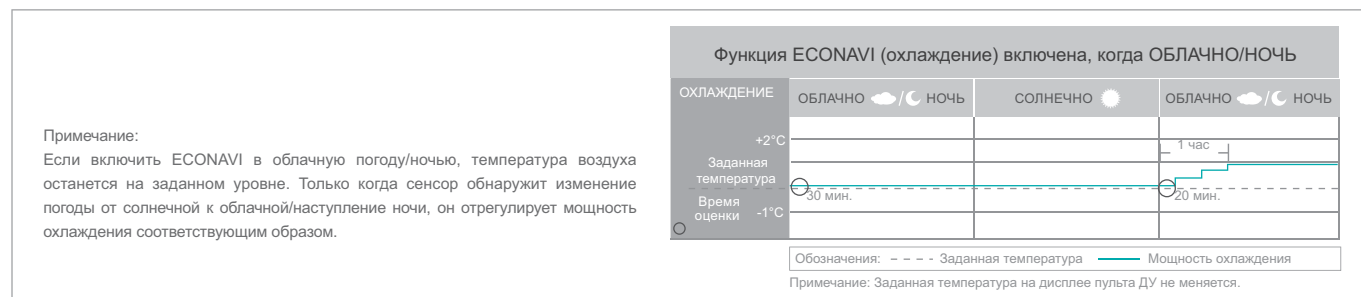 Примечание:
Если включить ECONAVI в облачную погоду/ночью, температура воздуха
останется на заданном уровне. Только когда сенсор обнаружит изменение
погоды от солнечной к облачной/наступление ночи, он отрегулирует мощность
охлаждения соответствующим образом.
Функция ECONAVI (охлаждение) включена, когда ОБЛАЧНО/НОЧЬ
ОХЛАЖДЕНИЕ
ОБЛАЧНО / НОЧЬ
СОЛНЕЧНО
ОБЛАЧНО / НОЧЬ
+2°C
1 час
Заданная
температура
30 мин.
20 мин.
Время
оценки
-1°C
Обозначения: Заданная температура Мощность охлаждения
Примечание: Заданная температура на дисплее пульта ДУ не меняется.